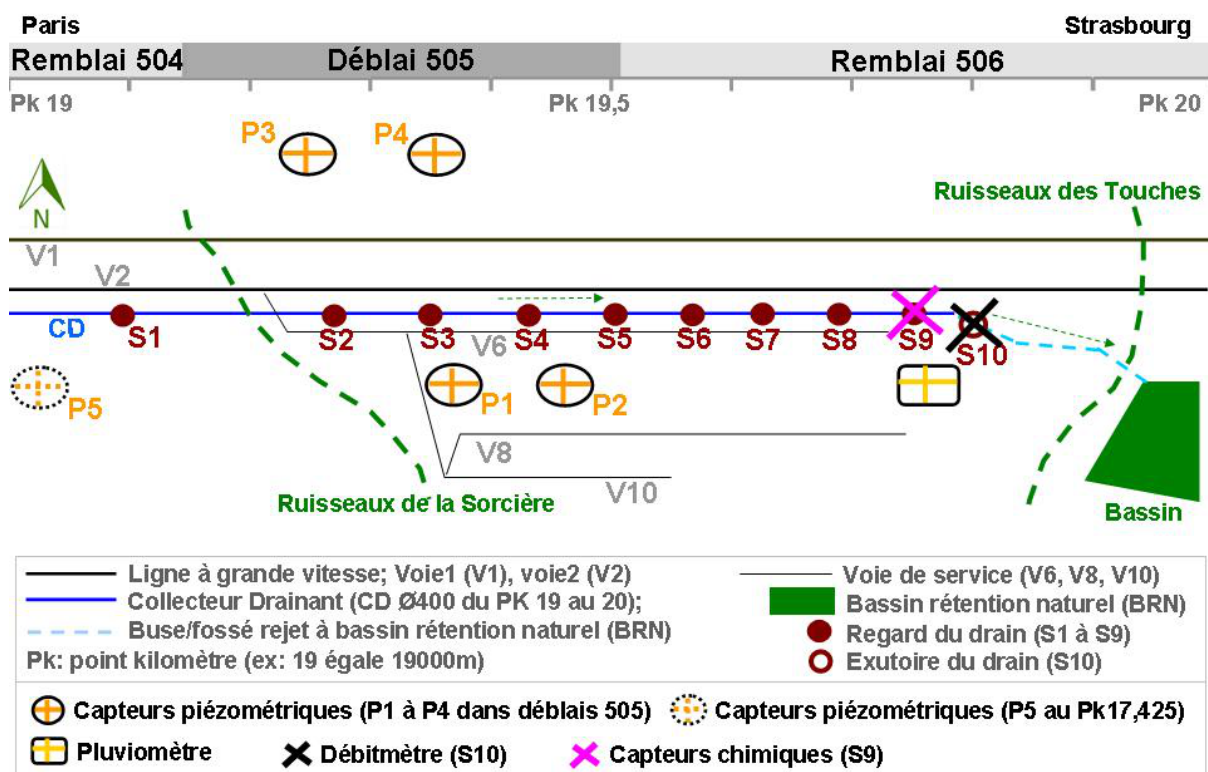 Paris Strasbourg
Remblai 504 Déblai 505 Remblai 506
Pk 19 Pk 19,5 Pk 20
P3 P4
Ruisseaux des Touches
N
V1
V2
CD S1 S2 S3 S4 S5 S6 S7 S8 S9 S10
V6
P5 P1 P2
V8
V10
Ruisseaux de la Sorcière
Bassin
Ligne à grande vitesse; Voie1 (V1), voie2 (V2)
Collecteur Drainant (CD Ø400 du PK 19 au 20);
Buse/fossé rejet à bassin rétention naturel (BRN)
Pk: point kilomètre (ex: 19 égale 19000m)
Voie de service (V6, V8, V10)
Bassin rétention naturel (BRN)
Regard du drain (S1 à S9)
Exutoire du drain (S10)
Capteurs piézométriques (P1 à P4 dans déblais 505) Capteurs piézométriques (P5 au Pk17,425)
Pluviomètre Débitmètre (S10) Capteurs chimiques (S9)